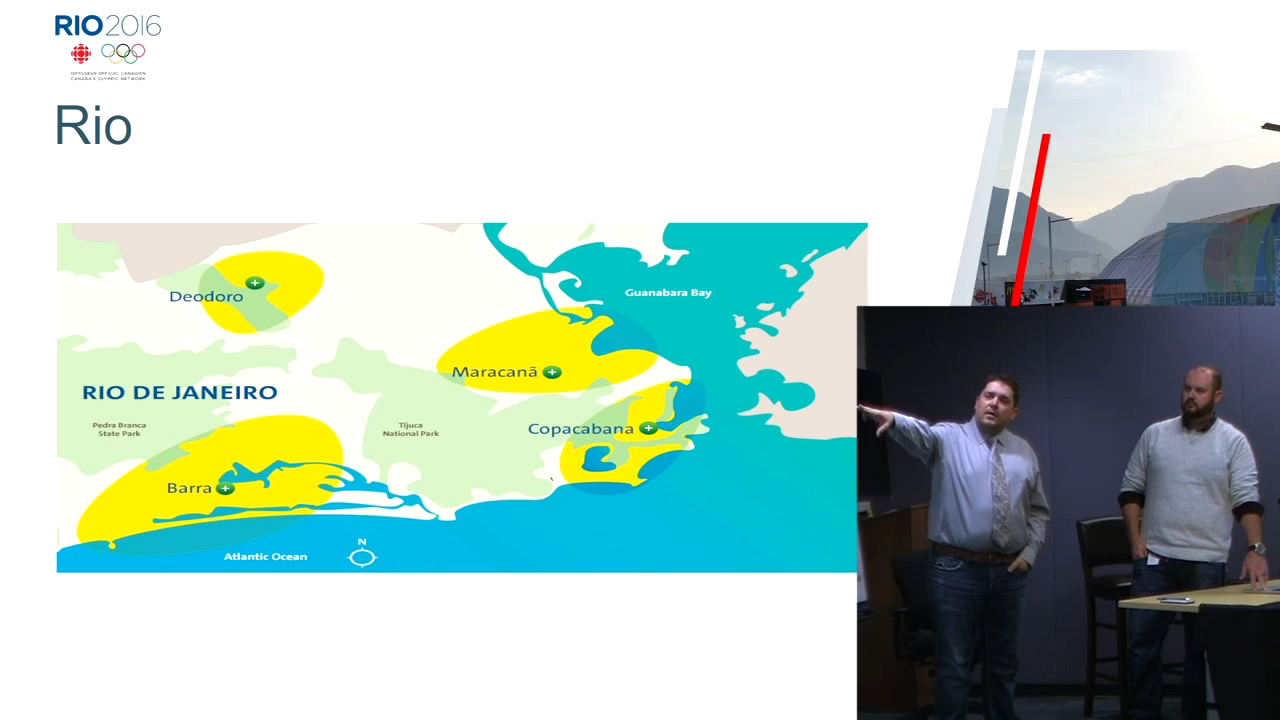 RIO2016
DIFFUSEUR OFFICIEL CANADIEN
CANADA'S OLYMPIC NETWORK
Rio
Deodoro
Guanabara Bay
Maracanã
RIO DE JANEIRO
Pedra Branca
State Park
Tijuca
National Park
Copacabana
Barra
N
Atlantic Ocean